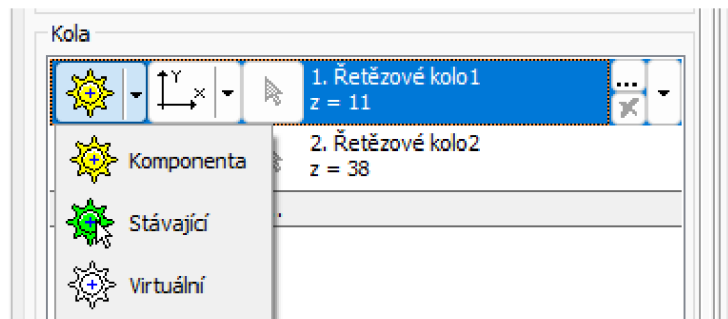 Kola
Y
X
1. Řetězové kolo1
z = 11
...
2. Řetězové kolo2
z = 38
Komponenta
Stávající
Virtuální